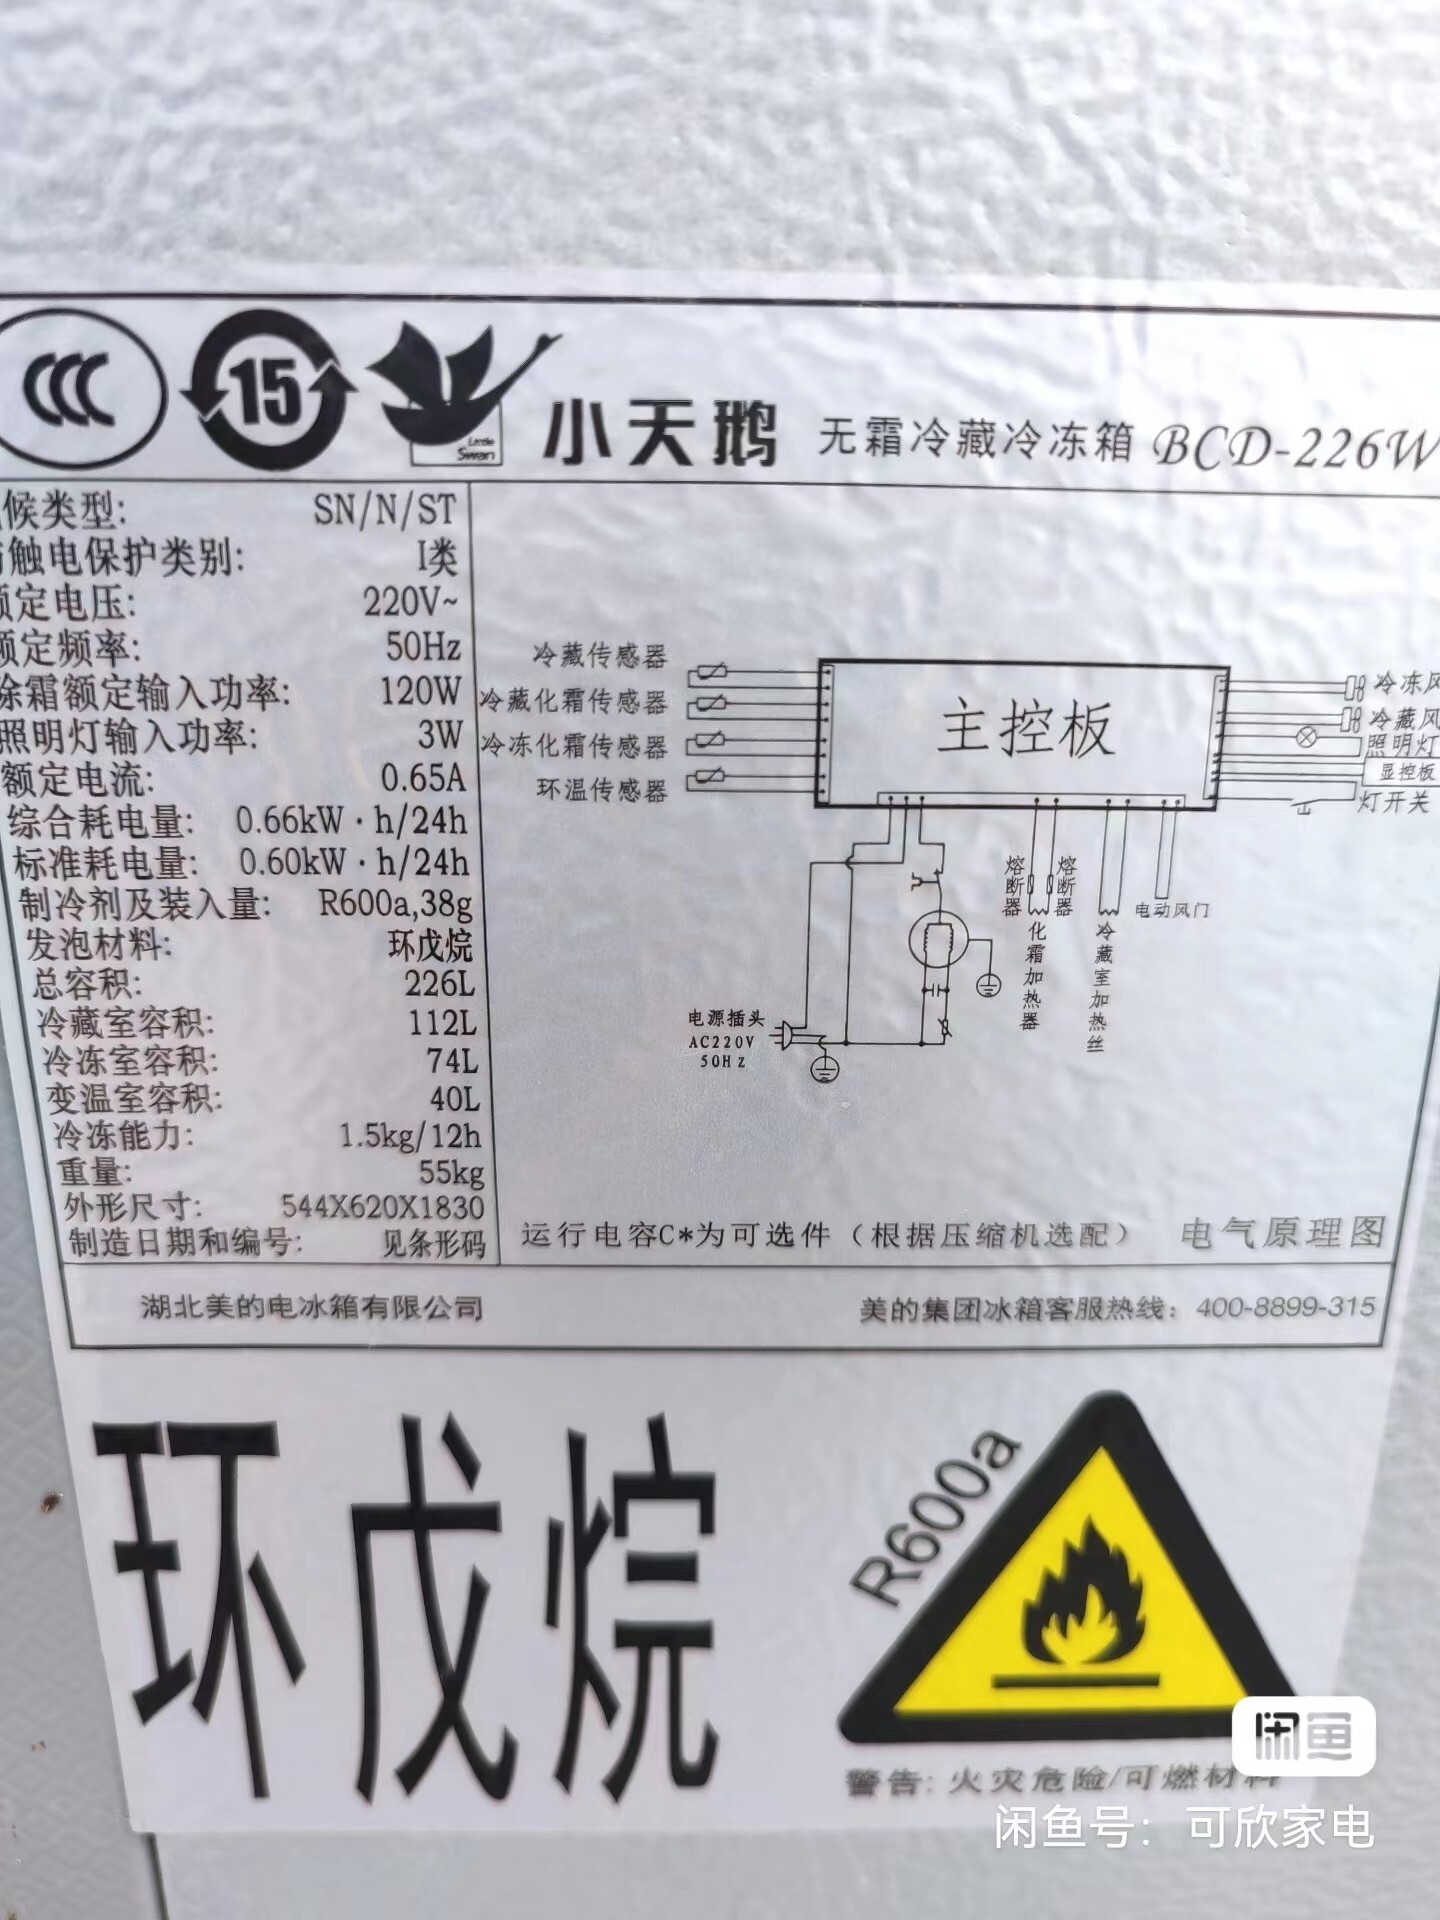 15
Little
Swan
小天鹅 无霜冷藏冷冻箱 BCD-226W
候类型: SN/N/ST
触电保护类别: I类
额定电压: 220V~
额定频率: 50Hz
除霜额定输入功率: 120W
照明灯输入功率: 3W
额定电流: 0.65A
综合耗电量: 0.66kW·h/24h
标准耗电量: 0.60kW·h/24h
制冷剂及装入量: R600a,38g
发泡材料: 环戊烷
总容积: 226L
冷藏室容积: 112L
冷冻室容积: 74L
变温室容积: 40L
冷冻能力: 1.5kg/12h
重量: 55kg
外形尺寸: 544X620X1830
制造日期和编号: 见条形码
冷藏传感器
冷藏化霜传感器
冷冻化霜传感器
环温传感器
主控板
冷冻风
冷藏风
照明灯
显控板
灯开关
熔断器
熔断器
化霜加热器
冷藏室加热丝
电动风门
电源插头
AC220V
50Hz
运行电容C*为可选件（根据压缩机选配） 电气原理图
湖北美的电冰箱有限公司 美的集团冰箱客服热线：400-8899-315
环戊烷
R600a
警告: 火灾危险/可燃材料
闲鱼
闲鱼号：可欣家电